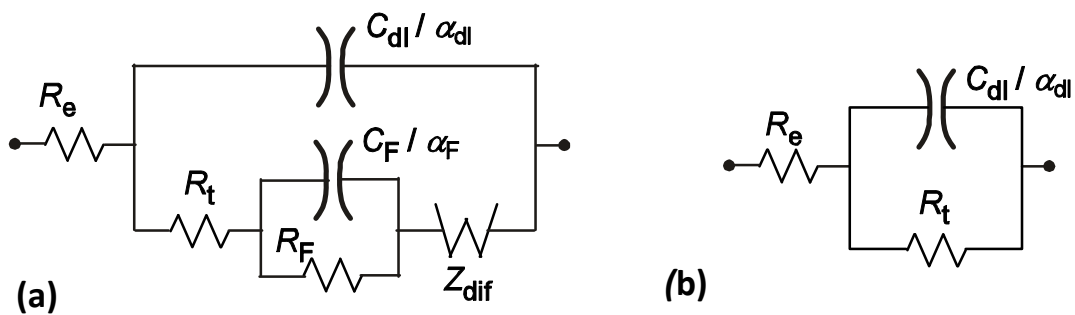 C_dl / α_dl
R_e
C_F / α_F
R_t
R_F
Z_dif
(a)
C_dl / α_dl
R_e
R_t
(b)